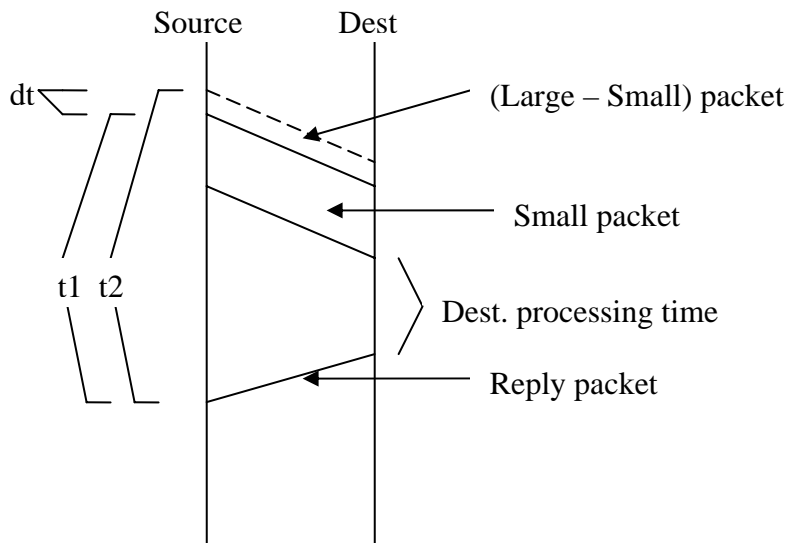 Source Dest
dt
(Large – Small) packet
Small packet
t1 t2
Dest. processing time
Reply packet